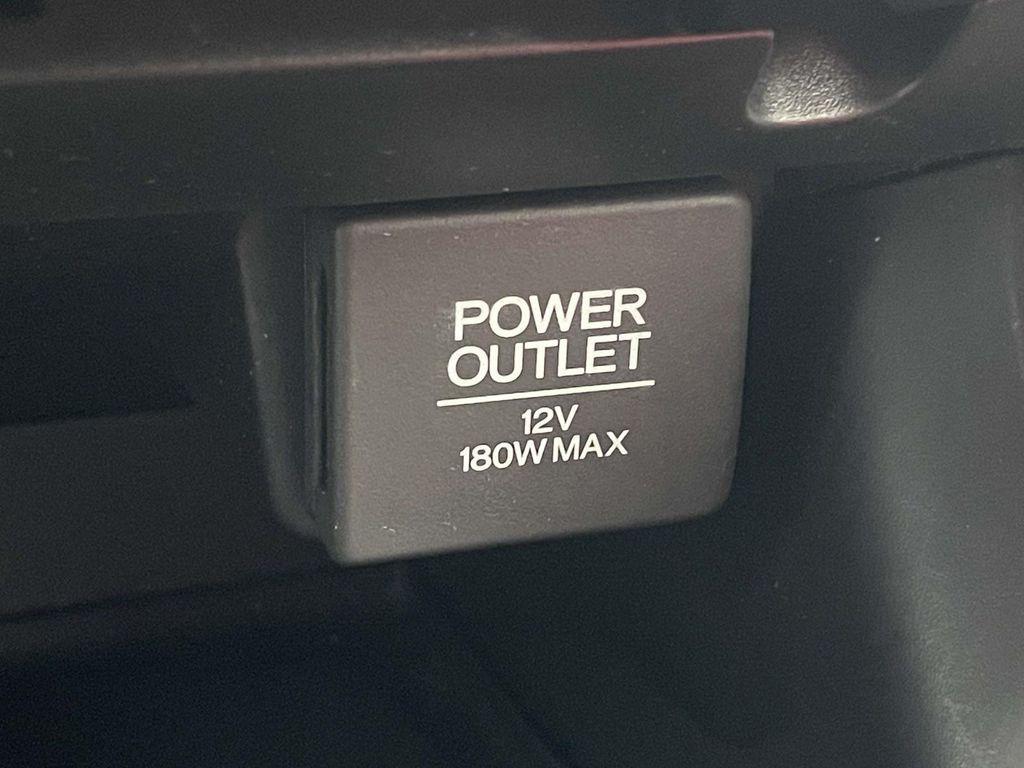 POWER
OUTLET
12V
180W MAX